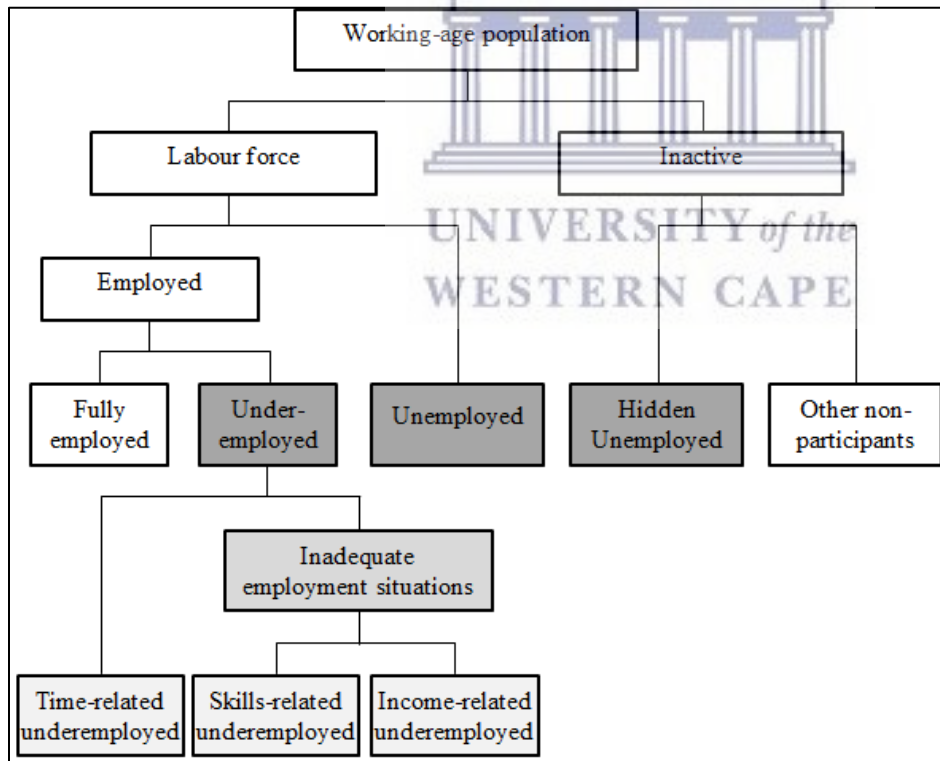 Working-age population
Labour force
Inactive
UNIVERSITY of the
WESTERN CAPE
Employed
Fully
employed
Under-
employed
Unemployed
Hidden
Unemployed
Other non-
participants
Inadequate
employment situations
Time-related
underemployed
Skills-related
underemployed
Income-related
underemployed